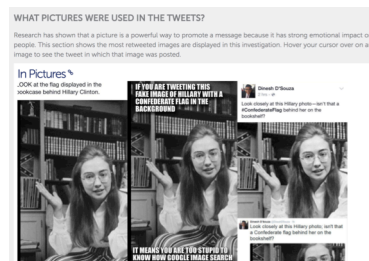 WHAT PICTURES WERE USED IN THE TWEETS?
Research has shown that a picture is a powerful way to promote a message because it has strong emotional impact o
people. This section shows the most retweeted images are displayed in this investigation. Hover your cursor over on a
image to see the tweet in which that image was posted.
In Pictures
LOOK at the flag displayed in the
bookcase behind Hillary Clinton.
IF YOU ARE TWEETING THIS
FAKE IMAGE OF HILLARY WITH A
CONFEDERATE FLAG IN THE
BACKGROUND
IT MEANS YOU ARE TOO STUPID TO
KNOW HOW GOOGLE IMAGE SEARCH
Dinesh D'Souza
Look closely at this Hillary photo—isn't that a
#ConfederateFlag behind her on the
bookshelf?
Look closely at this Hillary photo; isn't that
a Confederate flag behind her on the
bookshelf?